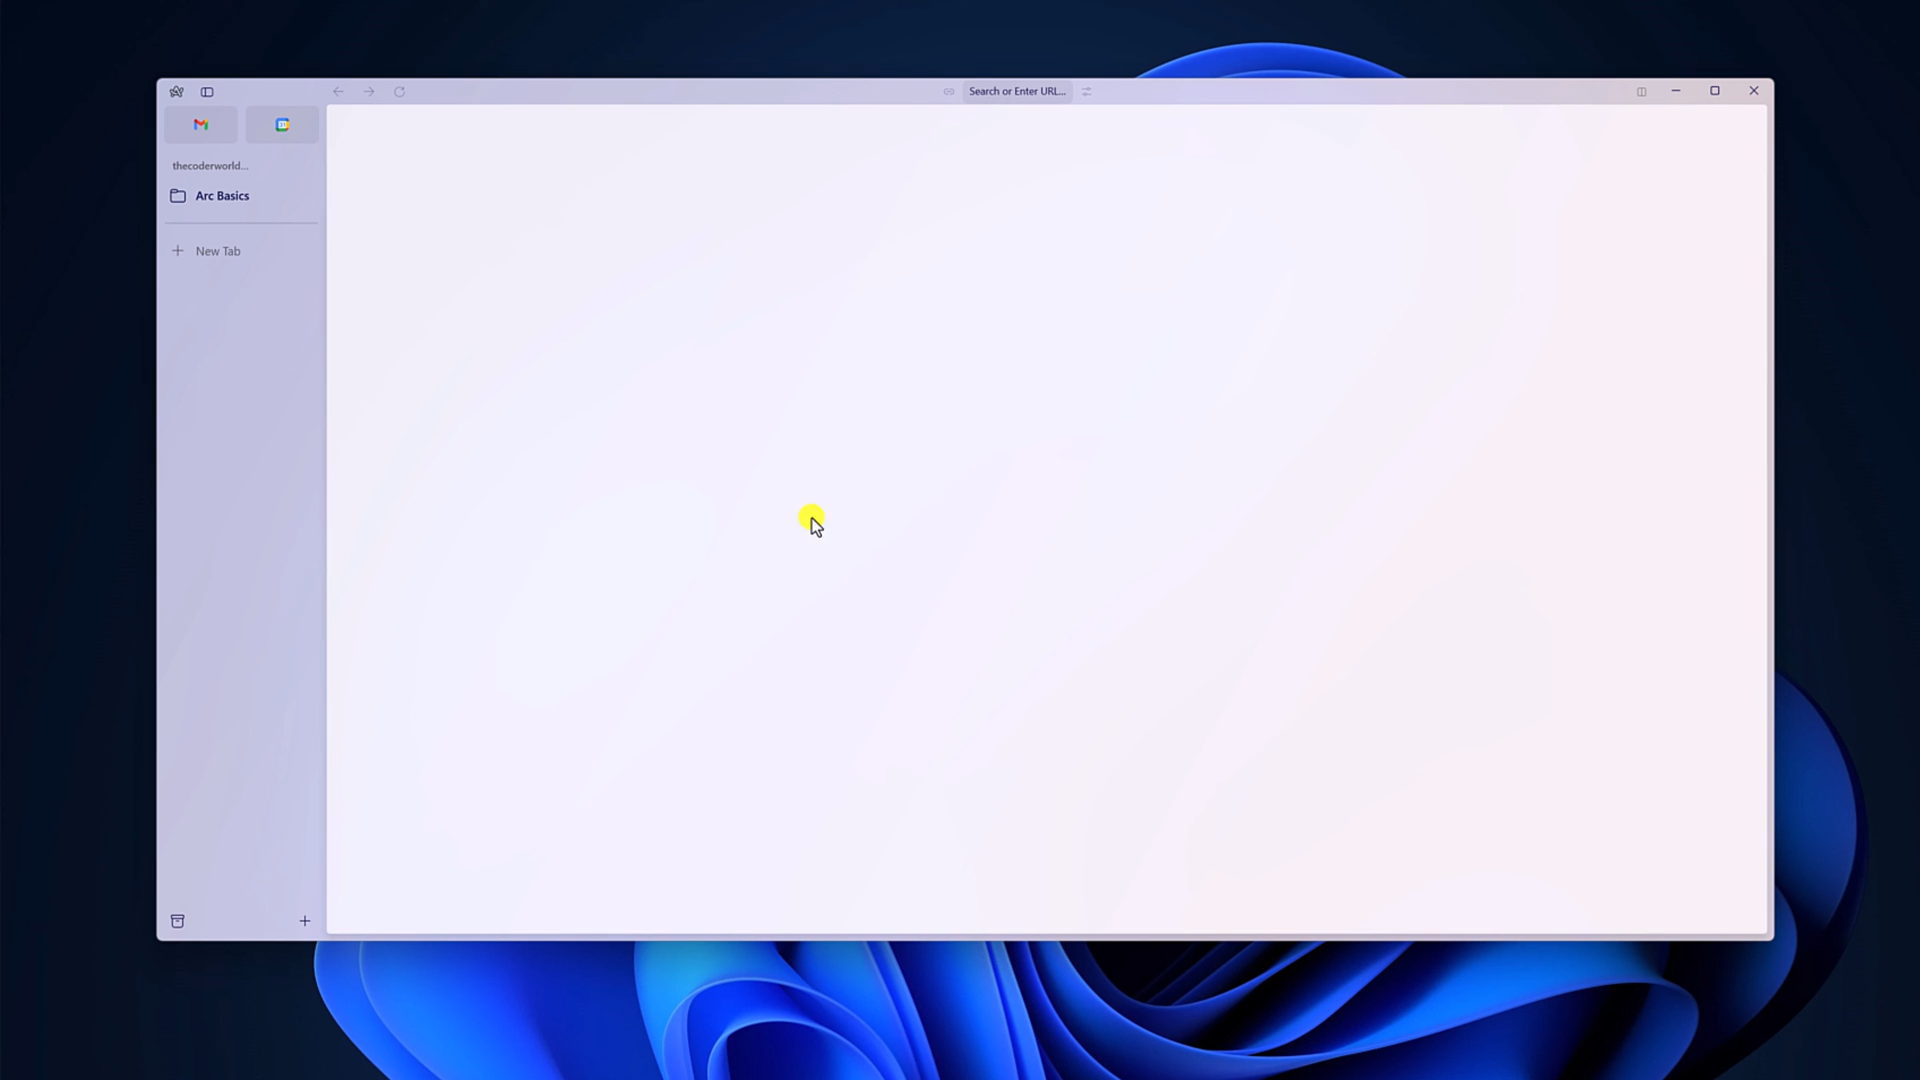 Search or Enter URL...
thecoderworld...
Arc Basics
New Tab